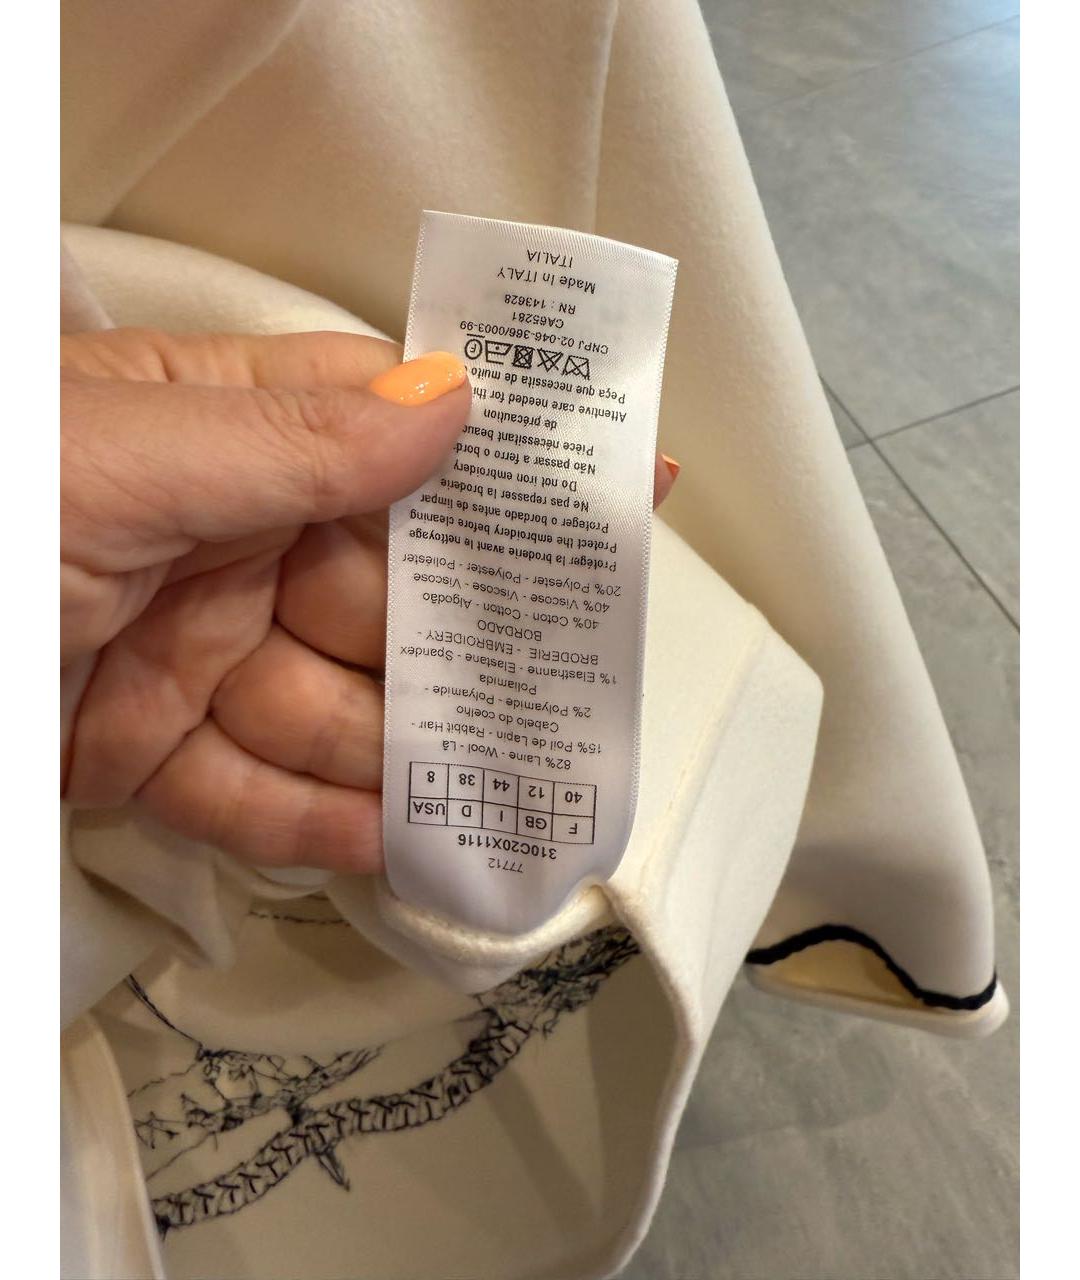 77712
310C20X1116
F GB I D USA
40 12 44 38 8
82% Laine - Wool - Lã
15% Poil de Lapin - Rabbit Hair -
Cabelo do coelho
2% Polyamide - Polyamide -
Poliamida
1% Elasthanne - Elastane - Spandex
BRODERIE - EMBROIDERY -
BORDADO
40% Coton - Cotton - Algodão
40% Viscose - Viscose - Viscose
20% Polyester - Polyester - Poliéster
Protéger la broderie avant le nettoyage
Protect the embroidery before cleaning
Proteger o bordado antes de limpar
Ne pas repasser la broderie
Do not iron embroidery
Não passar a ferro o bord
Pièce nécessitant beauc
de précaution
Attentive care needed for thi
Peça que necessita de muito
F
CNPJ 02-046-366/0003-99
CA65281
RN : 143628
Made In ITALY
ITALIA